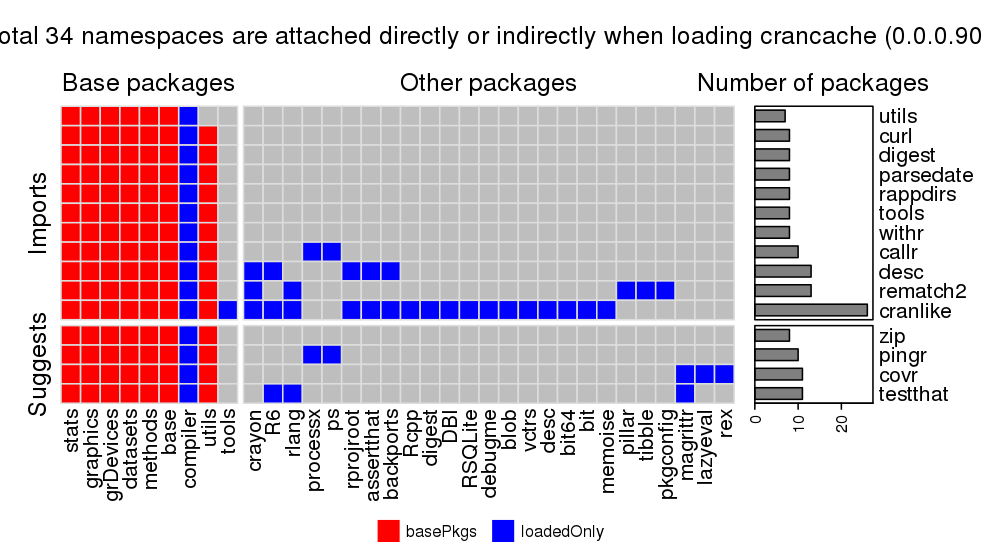 otal 34 namespaces are attached directly or indirectly when loading crancache (0.0.0.90
Base packages
Other packages
Number of packages
Imports
Suggests
utils
curl
digest
parsedate
rappdirs
tools
withr
callr
desc
rematch2
cranlike
zip
pingr
covr
testthat
0
10
20
stats
graphics
grDevices
datasets
methods
base
compiler
utils
tools
crayon
R6
rlang
processx
ps
rprojroot
assertthat
backports
Rcpp
digest
DBI
RSQLite
debugme
blob
vctrs
desc
bit64
bit
memoise
pillar
tibble
pkgconfig
magrittr
lazyeval
rex
basePkgs
loadedOnly